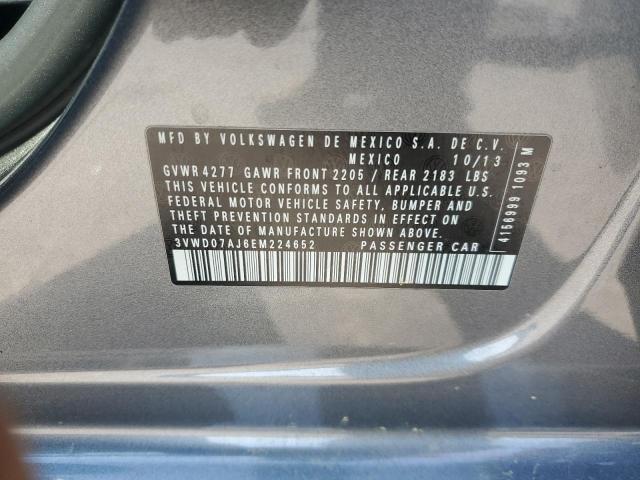 MFD BY VOLKSWAGEN DE MEXICO S.A. DE C.V.
MEXICO 10/13
GVWR 4277 GAWR FRONT 2205 / REAR 2183 LBS
THIS VEHICLE CONFORMS TO ALL APPLICABLE U.S.
FEDERAL MOTOR VEHICLE SAFETY, BUMPER AND
THEFT PREVENTION STANDARDS IN EFFECT ON
THE DATE OF MANUFACTURE SHOWN ABOVE.
3VWD07AJ6EM224652 PASSENGER CAR
4156999 1093 M